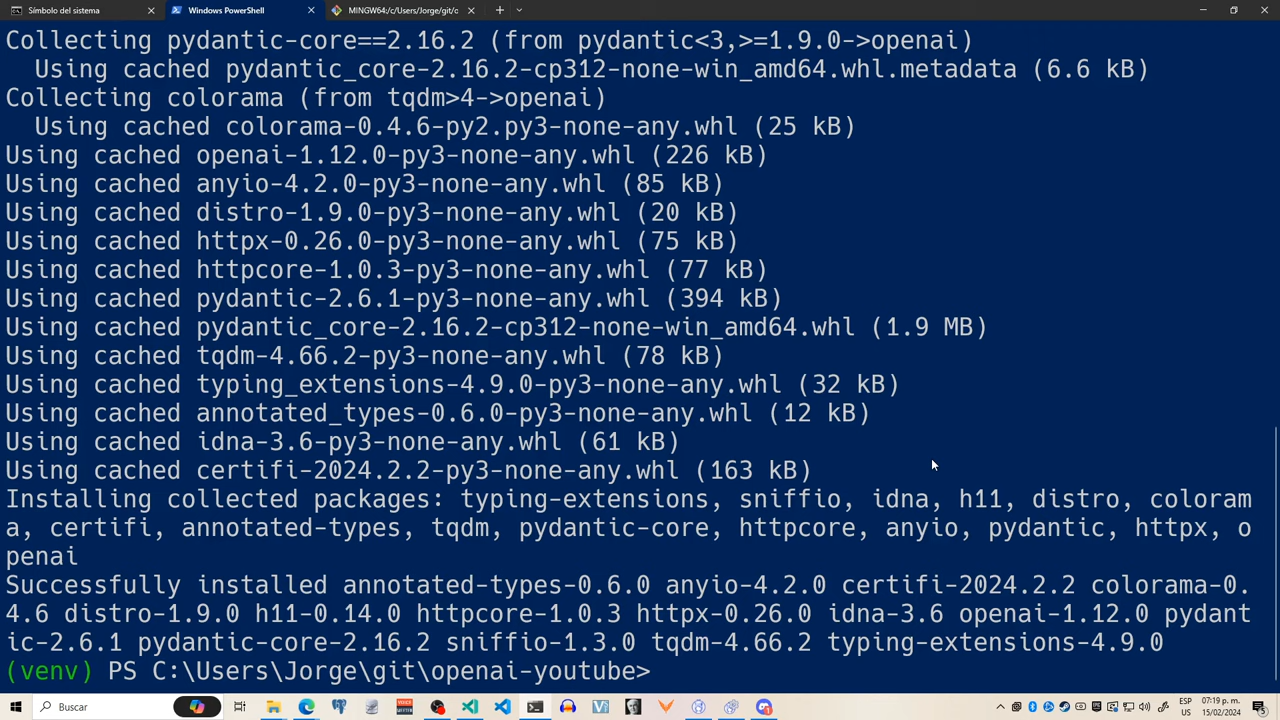 Símbolo del sistema
Windows PowerShell
MINGW64:/c/Users/Jorge/git/o
Collecting pydantic-core==2.16.2 (from pydantic<3,>=1.9.0->openai)
Using cached pydantic_core-2.16.2-cp312-none-win_amd64.whl.metadata (6.6 kB)
Collecting colorama (from tqdm>4->openai)
Using cached colorama-0.4.6-py2.py3-none-any.whl (25 kB)
Using cached openai-1.12.0-py3-none-any.whl (226 kB)
Using cached anyio-4.2.0-py3-none-any.whl (85 kB)
Using cached distro-1.9.0-py3-none-any.whl (20 kB)
Using cached httpx-0.26.0-py3-none-any.whl (75 kB)
Using cached httpcore-1.0.3-py3-none-any.whl (77 kB)
Using cached pydantic-2.6.1-py3-none-any.whl (394 kB)
Using cached pydantic_core-2.16.2-cp312-none-win_amd64.whl (1.9 MB)
Using cached tqdm-4.66.2-py3-none-any.whl (78 kB)
Using cached typing_extensions-4.9.0-py3-none-any.whl (32 kB)
Using cached annotated_types-0.6.0-py3-none-any.whl (12 kB)
Using cached idna-3.6-py3-none-any.whl (61 kB)
Using cached certifi-2024.2.2-py3-none-any.whl (163 kB)
Installing collected packages: typing-extensions, sniffio, idna, h11, distro, coloram
a, certifi, annotated-types, tqdm, pydantic-core, httpcore, anyio, pydantic, httpx, o
penai
Successfully installed annotated-types-0.6.0 anyio-4.2.0 certifi-2024.2.2 colorama-0.
4.6 distro-1.9.0 h11-0.14.0 httpcore-1.0.3 httpx-0.26.0 idna-3.6 openai-1.12.0 pydant
ic-2.6.1 pydantic-core-2.16.2 sniffio-1.3.0 tqdm-4.66.2 typing-extensions-4.9.0
(venv) PS C:\Users\Jorge\git\openai-youtube>
Buscar
ESP
US
07:19 p. m.
15/02/2024